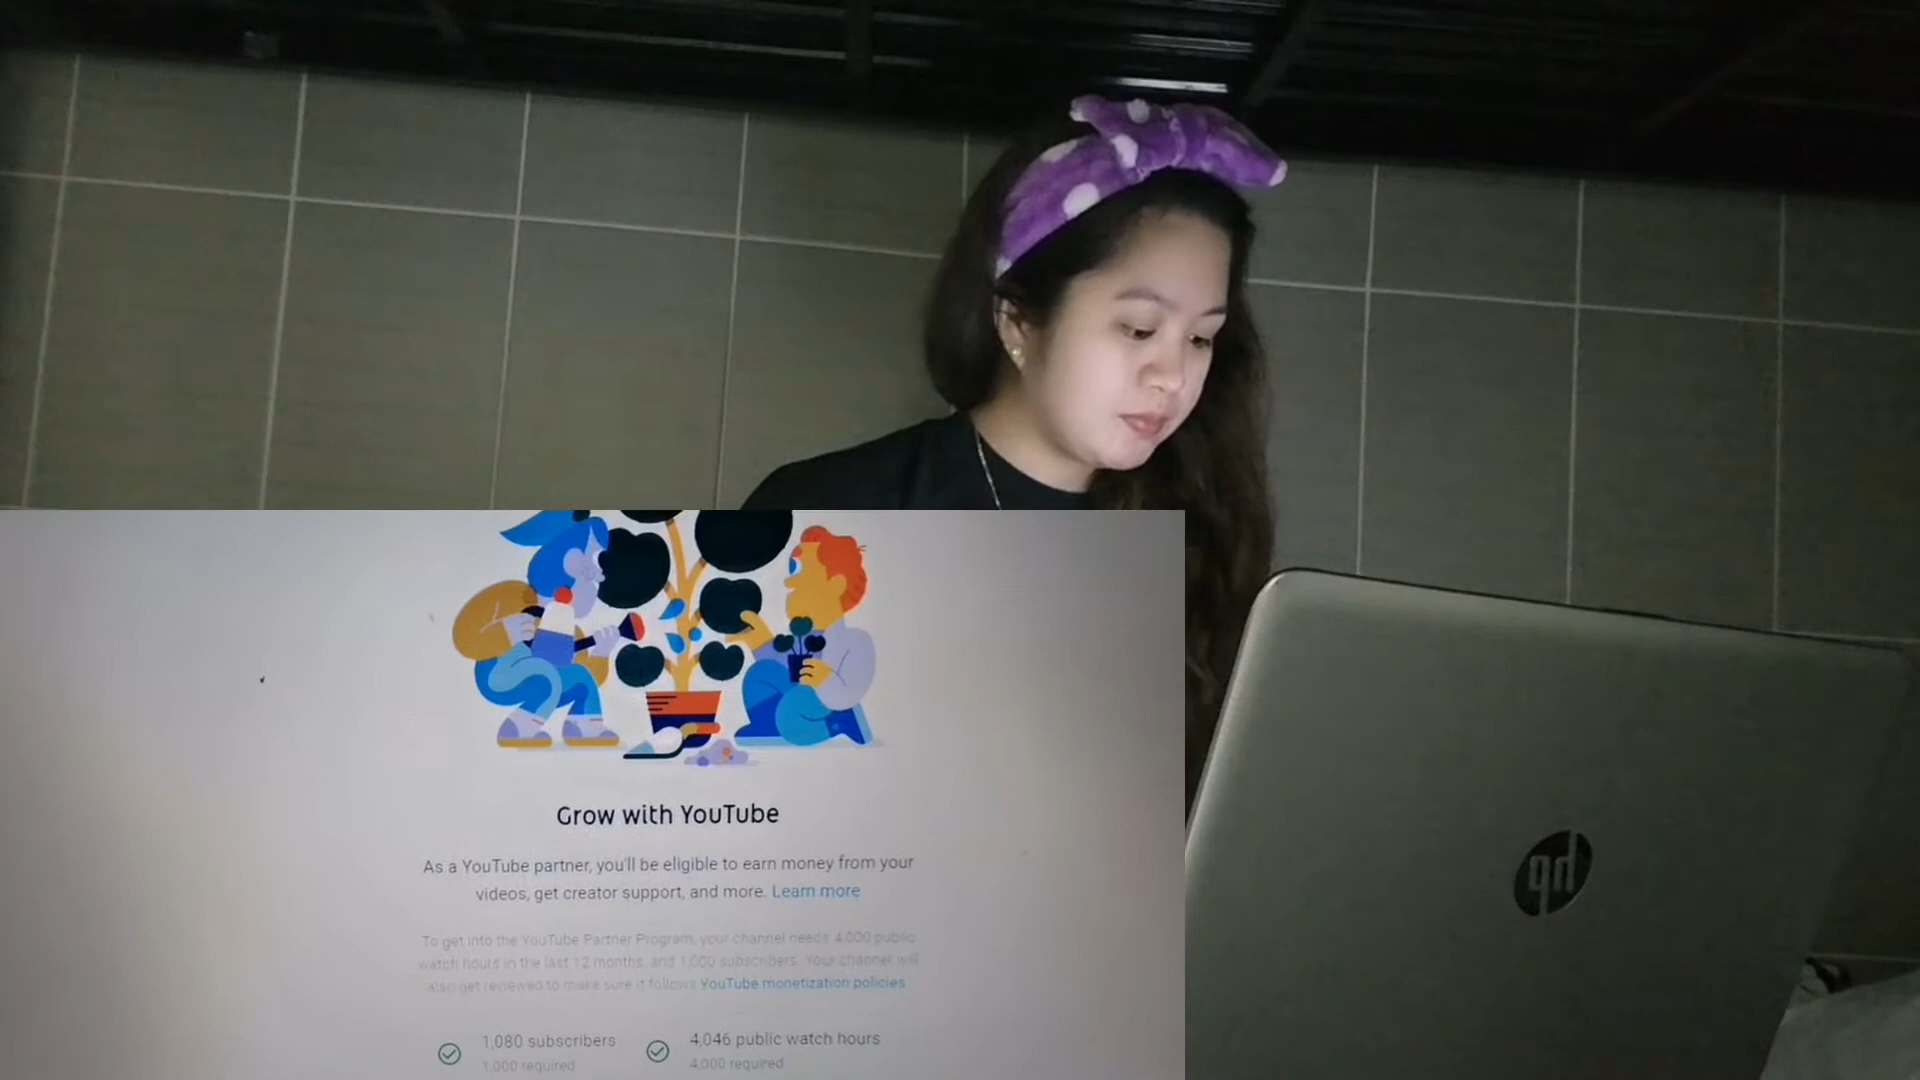 Grow with YouTube
As a YouTube partner, you'll be eligible to earn money from your
videos, get creator support, and more. Learn more
To get into the YouTube Partner Program, your channel needs 4,000 public
watch hours in the last 12 months, and 1,000 subscribers. Your channel will
also get reviewed to make sure it follows YouTube monetization policies
1,080 subscribers
1,000 required
4,046 public watch hours
4,000 required
hp